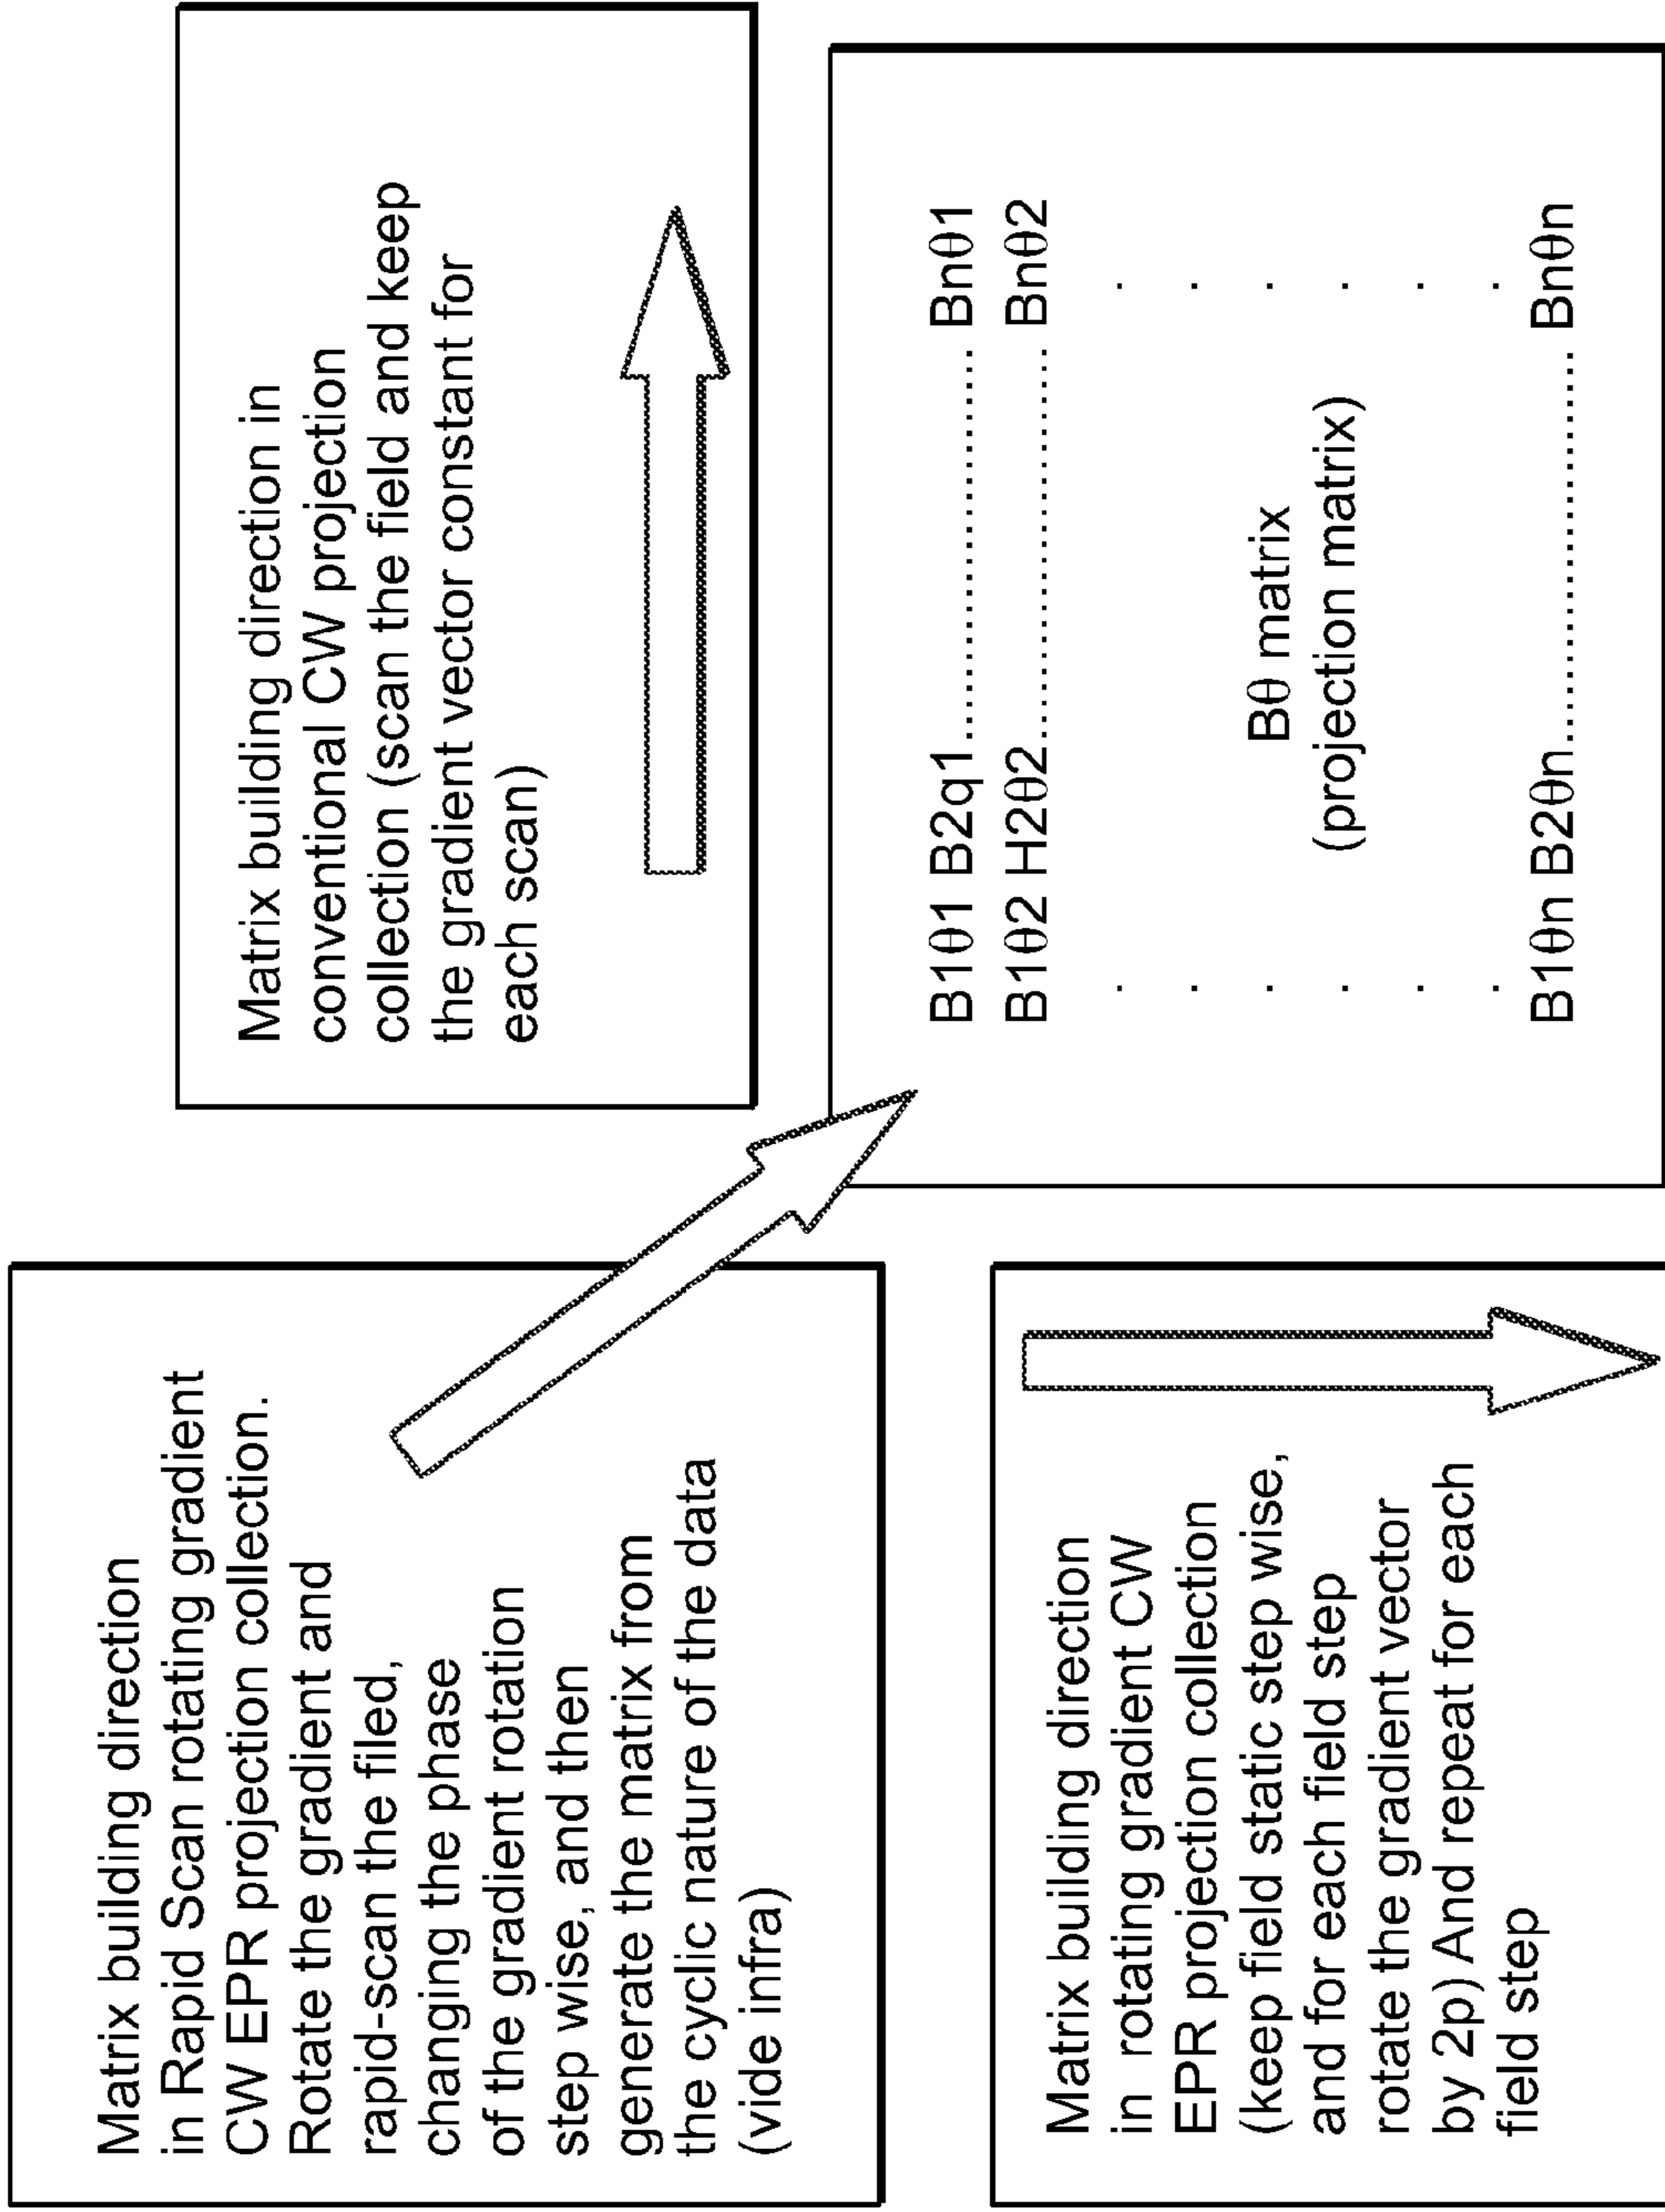 Matrix building direction
in Rapid Scan rotating gradient
CW EPR projection collection.
Rotate the gradient and
rapid-scan the filed,
changing the phase
of the gradient rotation
step wise, and then
generate the matrix from
the cyclic nature of the data
(vide infra)
Matrix building direction in
conventional CW projection
collection (scan the field and keep
the gradient vector constant for
each scan)
Matrix building direction
in rotating gradient CW
EPR projection collection
(keep field static step wise,
and for each field step
rotate the gradient vector
by 2p) And repeat for each
field step
B1θ1 B2q1........................ Bnθ1
B1θ2 H2θ2........................ Bnθ2
. .
. .
. .
Bθ matrix
(projection matrix)
. .
. .
. .
B1θn B2θn........................ Bnθn